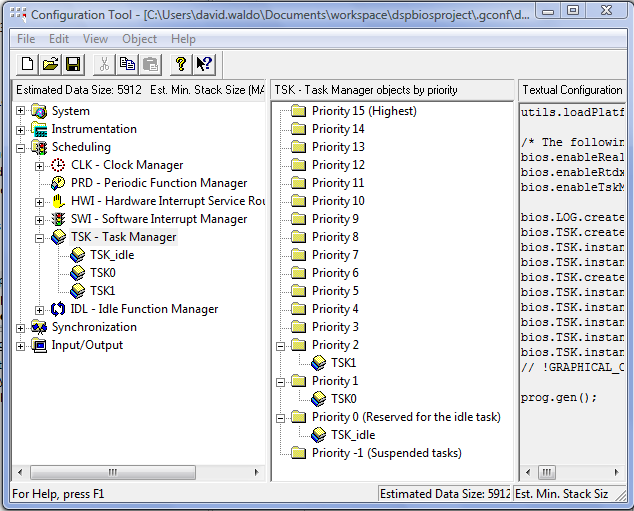 Configuration Tool - [C:\Users\david.waldo\Documents\workspace\dspbiosproject\.gconf\d...
File Edit View Object Help
Estimated Data Size: 5912 Est. Min. Stack Size (MA
System
Instrumentation
Scheduling
CLK - Clock Manager
PRD - Periodic Function Manager
HWI - Hardware Interrupt Service Rou
SWI - Software Interrupt Manager
TSK - Task Manager
TSK_idle
TSK0
TSK1
IDL - Idle Function Manager
Synchronization
Input/Output
TSK - Task Manager objects by priority
Priority 15 (Highest)
Priority 14
Priority 13
Priority 12
Priority 11
Priority 10
Priority 9
Priority 8
Priority 7
Priority 6
Priority 5
Priority 4
Priority 3
Priority 2
TSK1
Priority 1
TSK0
Priority 0 (Reserved for the idle task)
TSK_idle
Priority -1 (Suspended tasks)
Textual Configuration
utils.loadPlatf
/* The followin
bios.enableReal
bios.enableRtdx
bios.enableTskM
bios.LOG.create
bios.TSK.create
bios.TSK.instan
bios.TSK.instan
bios.TSK.create
bios.TSK.instan
bios.TSK.instan
bios.TSK.instan
bios.TSK.instan
bios.TSK.instan
// !GRAPHICAL_C
prog.gen();
For Help, press F1
Estimated Data Size: 5912
Est. Min. Stack Siz